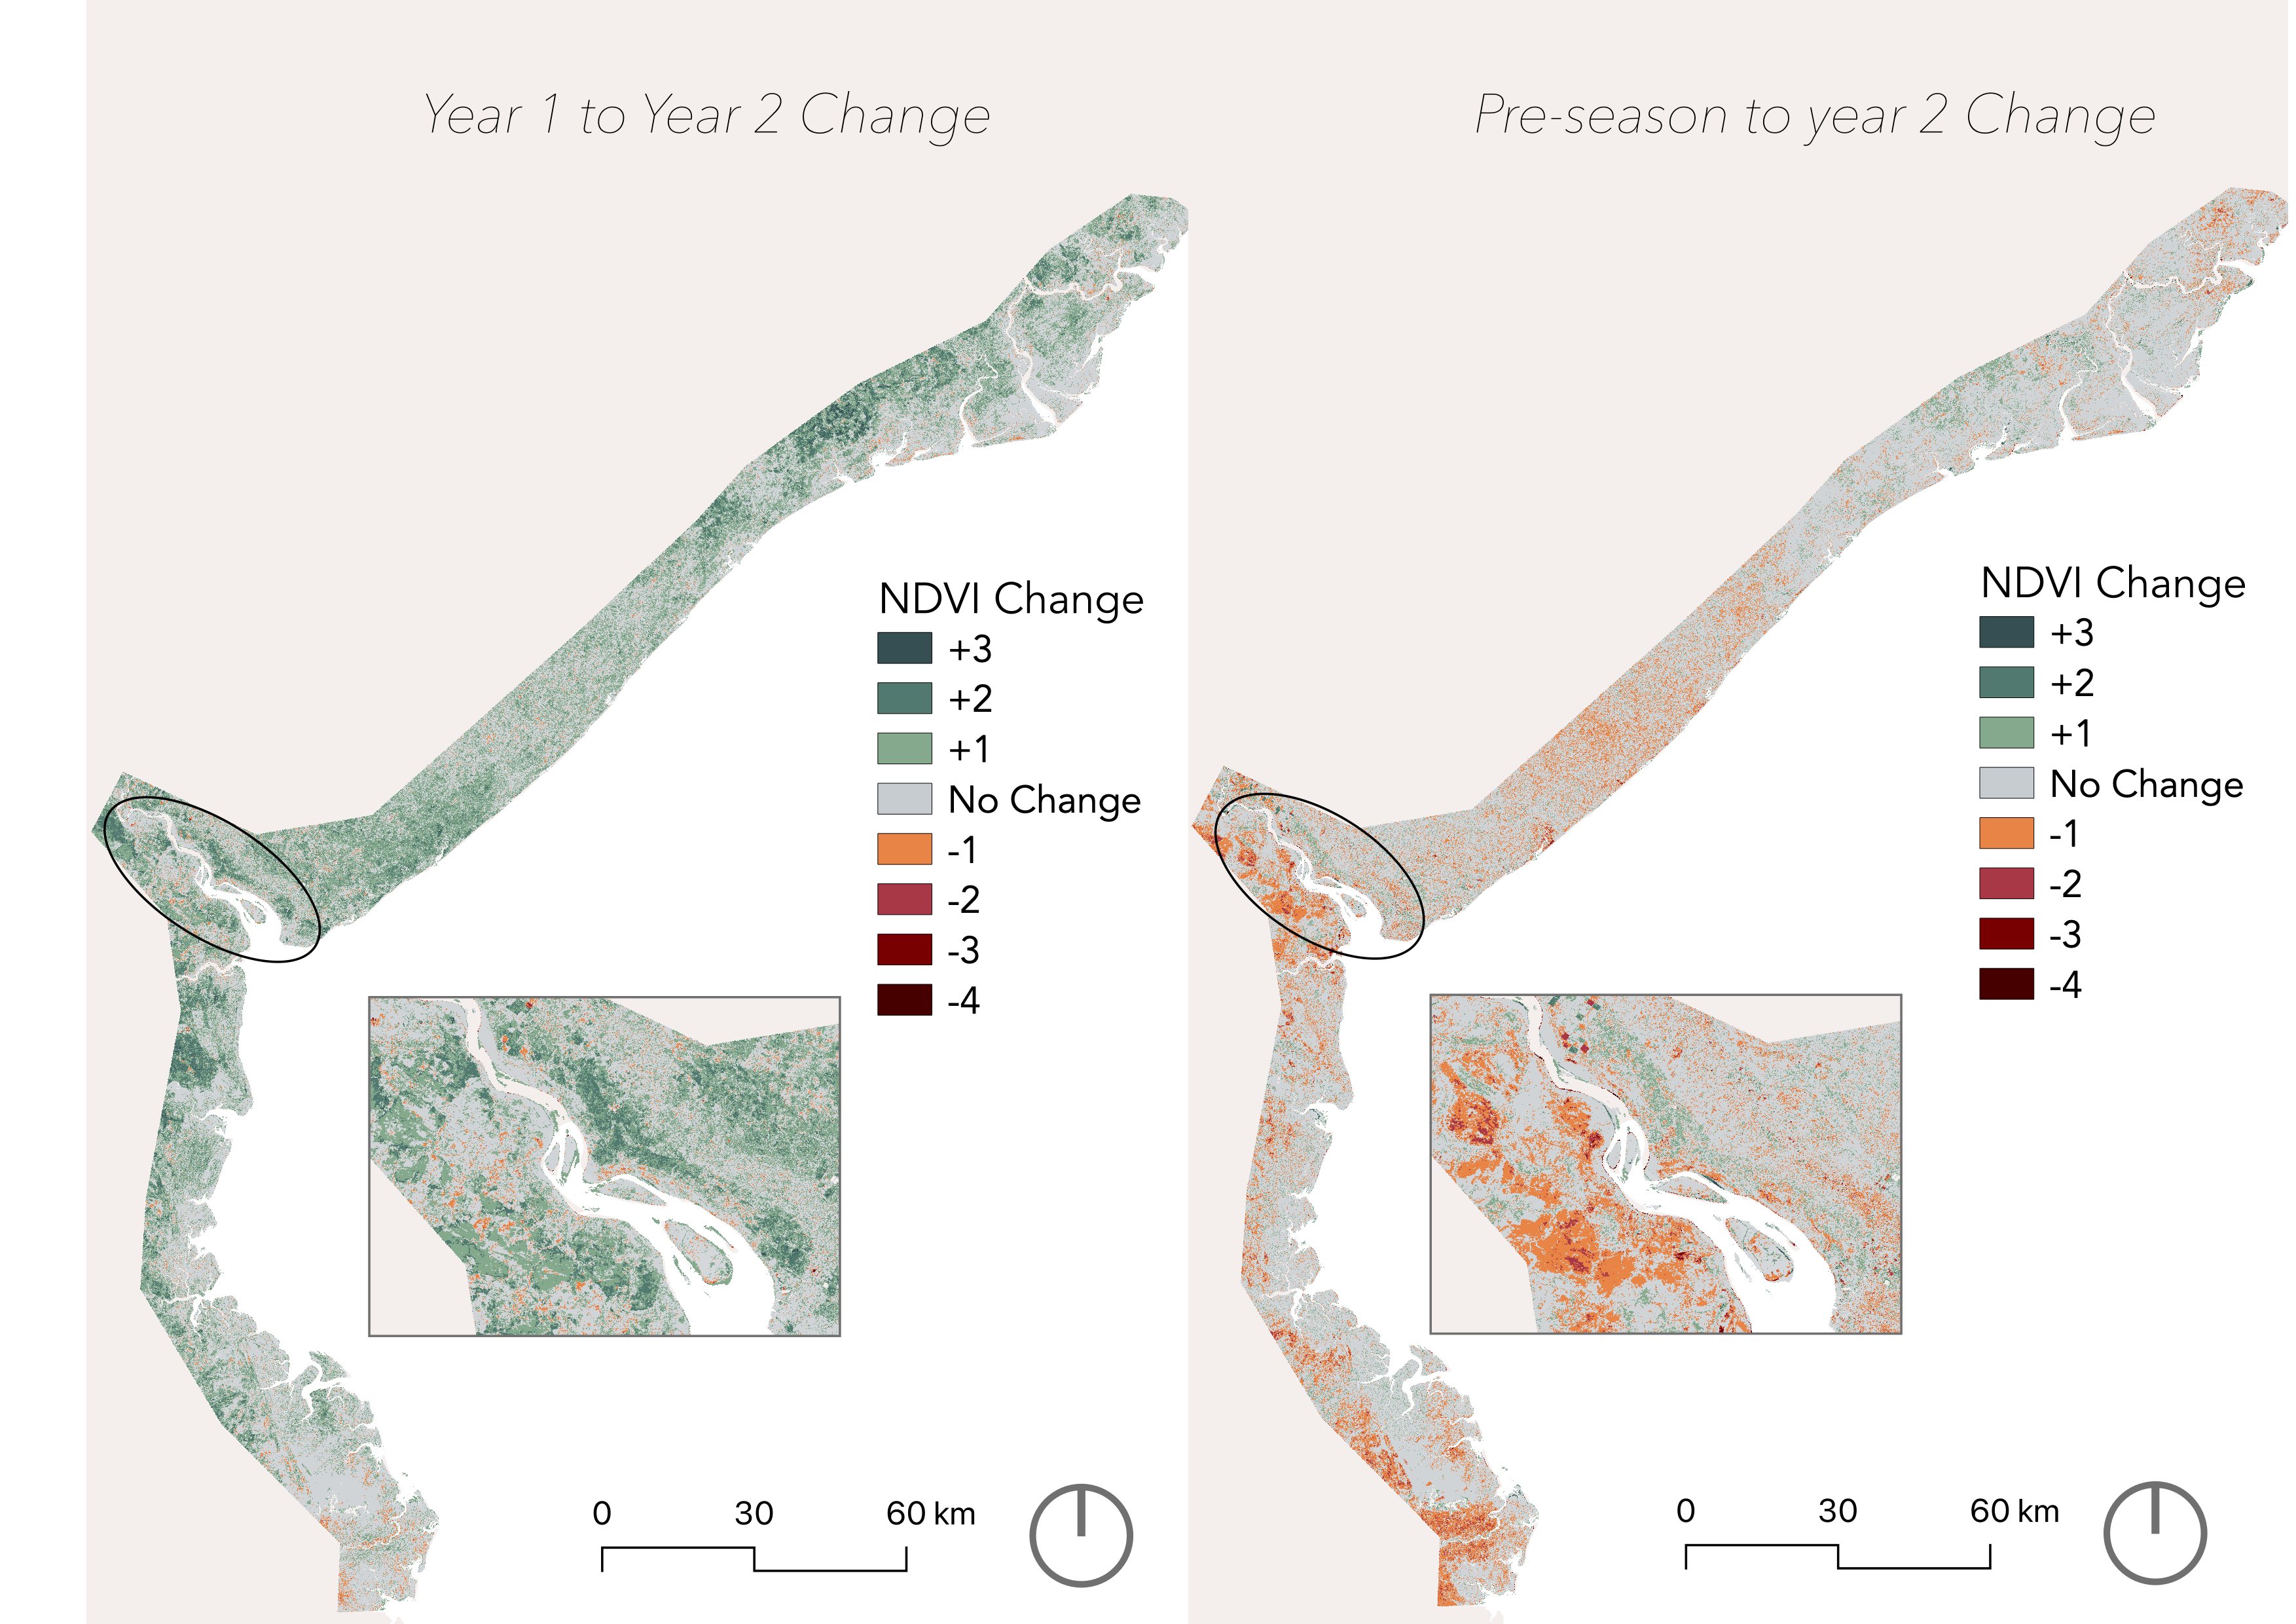 Year 1 to Year 2 Change
NDVI Change
+3
+2
+1
No Change
-1
-2
-3
-4
0 30 60 km
Pre-season to year 2 Change
NDVI Change
+3
+2
+1
No Change
-1
-2
-3
-4
0 30 60 km